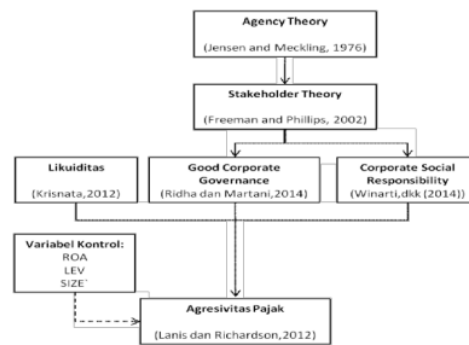 Agency Theory
(Jensen and Meckling, 1976)
Stakeholder Theory
(Freeman and Phillips, 2002)
Likuiditas
(Krisnata,2012)
Good Corporate
Governance
(Ridha dan Martani,2014)
Corporate Social
Responsibility
(Winarti,dkk (2014))
Variabel Kontrol:
ROA
LEV
SIZE`
Agresivitas Pajak
(Lanis dan Richardson,2012)